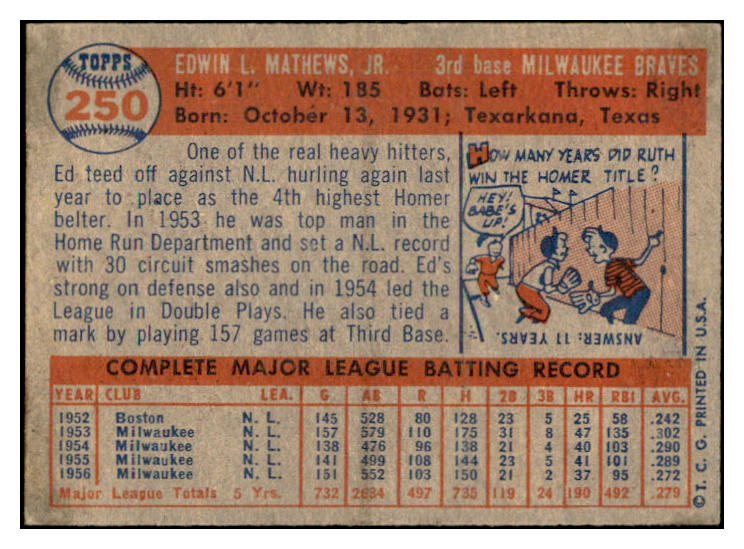 TOPPS
250
EDWIN L. MATHEWS, JR. 3rd base MILWAUKEE BRAVES
Ht: 6'1" Wt: 185 Bats: Left Throws: Right
Born: October 13, 1931; Texarkana, Texas
One of the real heavy hitters,
Ed teed off against N.L. hurling again last
year to place as the 4th highest Homer
belter. In 1953 he was top man in the
Home Run Department and set a N.L. record
with 30 circuit smashes on the road. Ed's
strong on defense also and in 1954 led the
League in Double Plays. He also tied a
mark by playing 157 games at Third Base.
HOW MANY YEARS DID RUTH
WIN THE HOMER TITLE?
HEY!
BABE'S
UP!
ANSWER: 11 YEARS.
COMPLETE MAJOR LEAGUE BATTING RECORD
YEAR CLUB LEA. G AB R H 2B 3B HR RBI AVG.
1952 Boston N. L. 145 528 80 128 23 5 25 58 .242
1953 Milwaukee N. L. 157 579 110 175 31 8 47 135 .302
1954 Milwaukee N. L. 138 476 96 138 21 4 40 103 .290
1955 Milwaukee N. L. 141 499 108 144 23 5 41 101 .289
1956 Milwaukee N. L. 151 552 103 150 21 2 37 95 .272
Major League Totals 5 Yrs. 732 2634 497 735 119 24 190 492 .279
© T. C. G. PRINTED IN U.S.A.